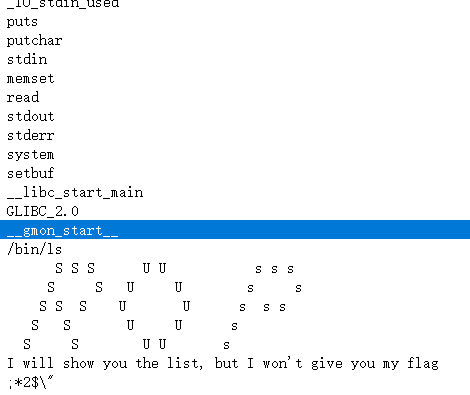 _IO_stdin_used
puts
putchar
stdin
memset
read
stdout
stderr
system
setbuf
__libc_start_main
GLIBC_2.0
__gmon_start__
/bin/ls
      S S S      U U           s s s
     S     S   U     U        s     s
    S S  S    U       U      s  s s
   S   S       U     U      s
  S     S        U U       s
I will show you the list, but I won't give you my flag
;*2$\"